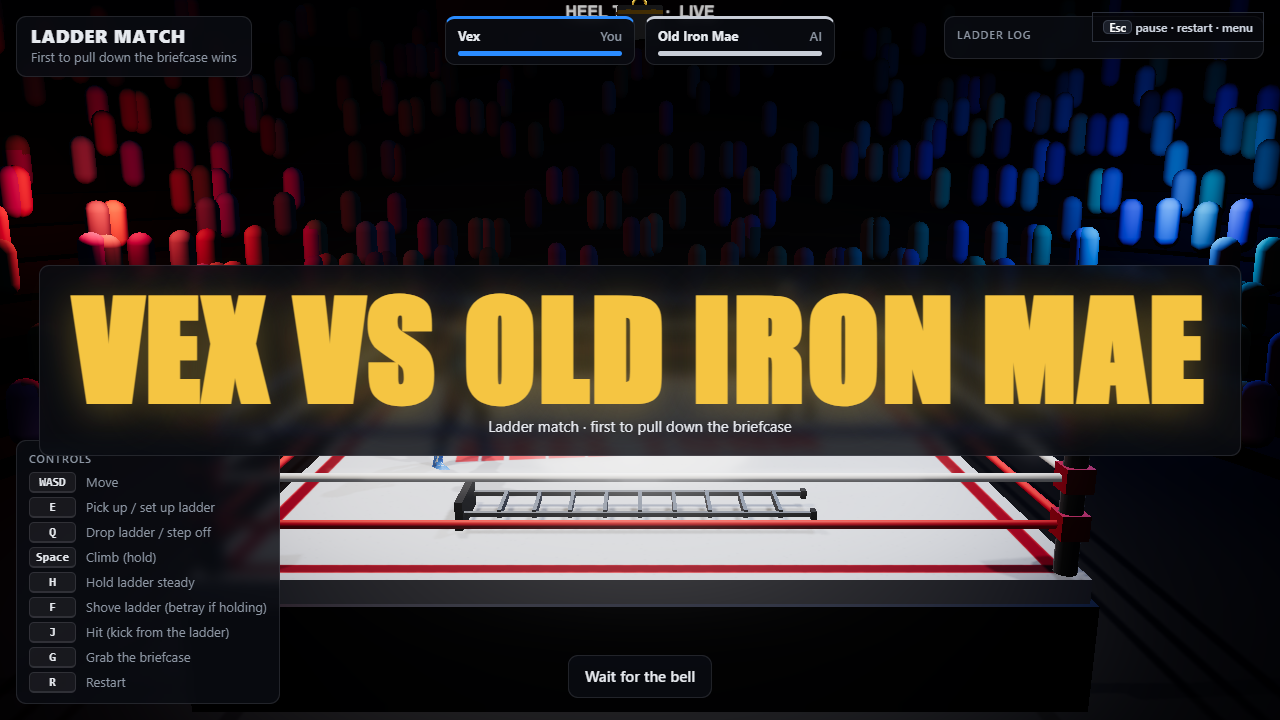 HEEL · LIVE
LADDER MATCH
First to pull down the briefcase wins
Vex You
Old Iron Mae AI
LADDER LOG
Esc pause · restart · menu
VEX VS OLD IRON MAE
Ladder match · first to pull down the briefcase
CONTROLS
WASD Move
E Pick up / set up ladder
Q Drop ladder / step off
Space Climb (hold)
H Hold ladder steady
F Shove ladder (betray if holding)
J Hit (kick from the ladder)
G Grab the briefcase
R Restart
Wait for the bell